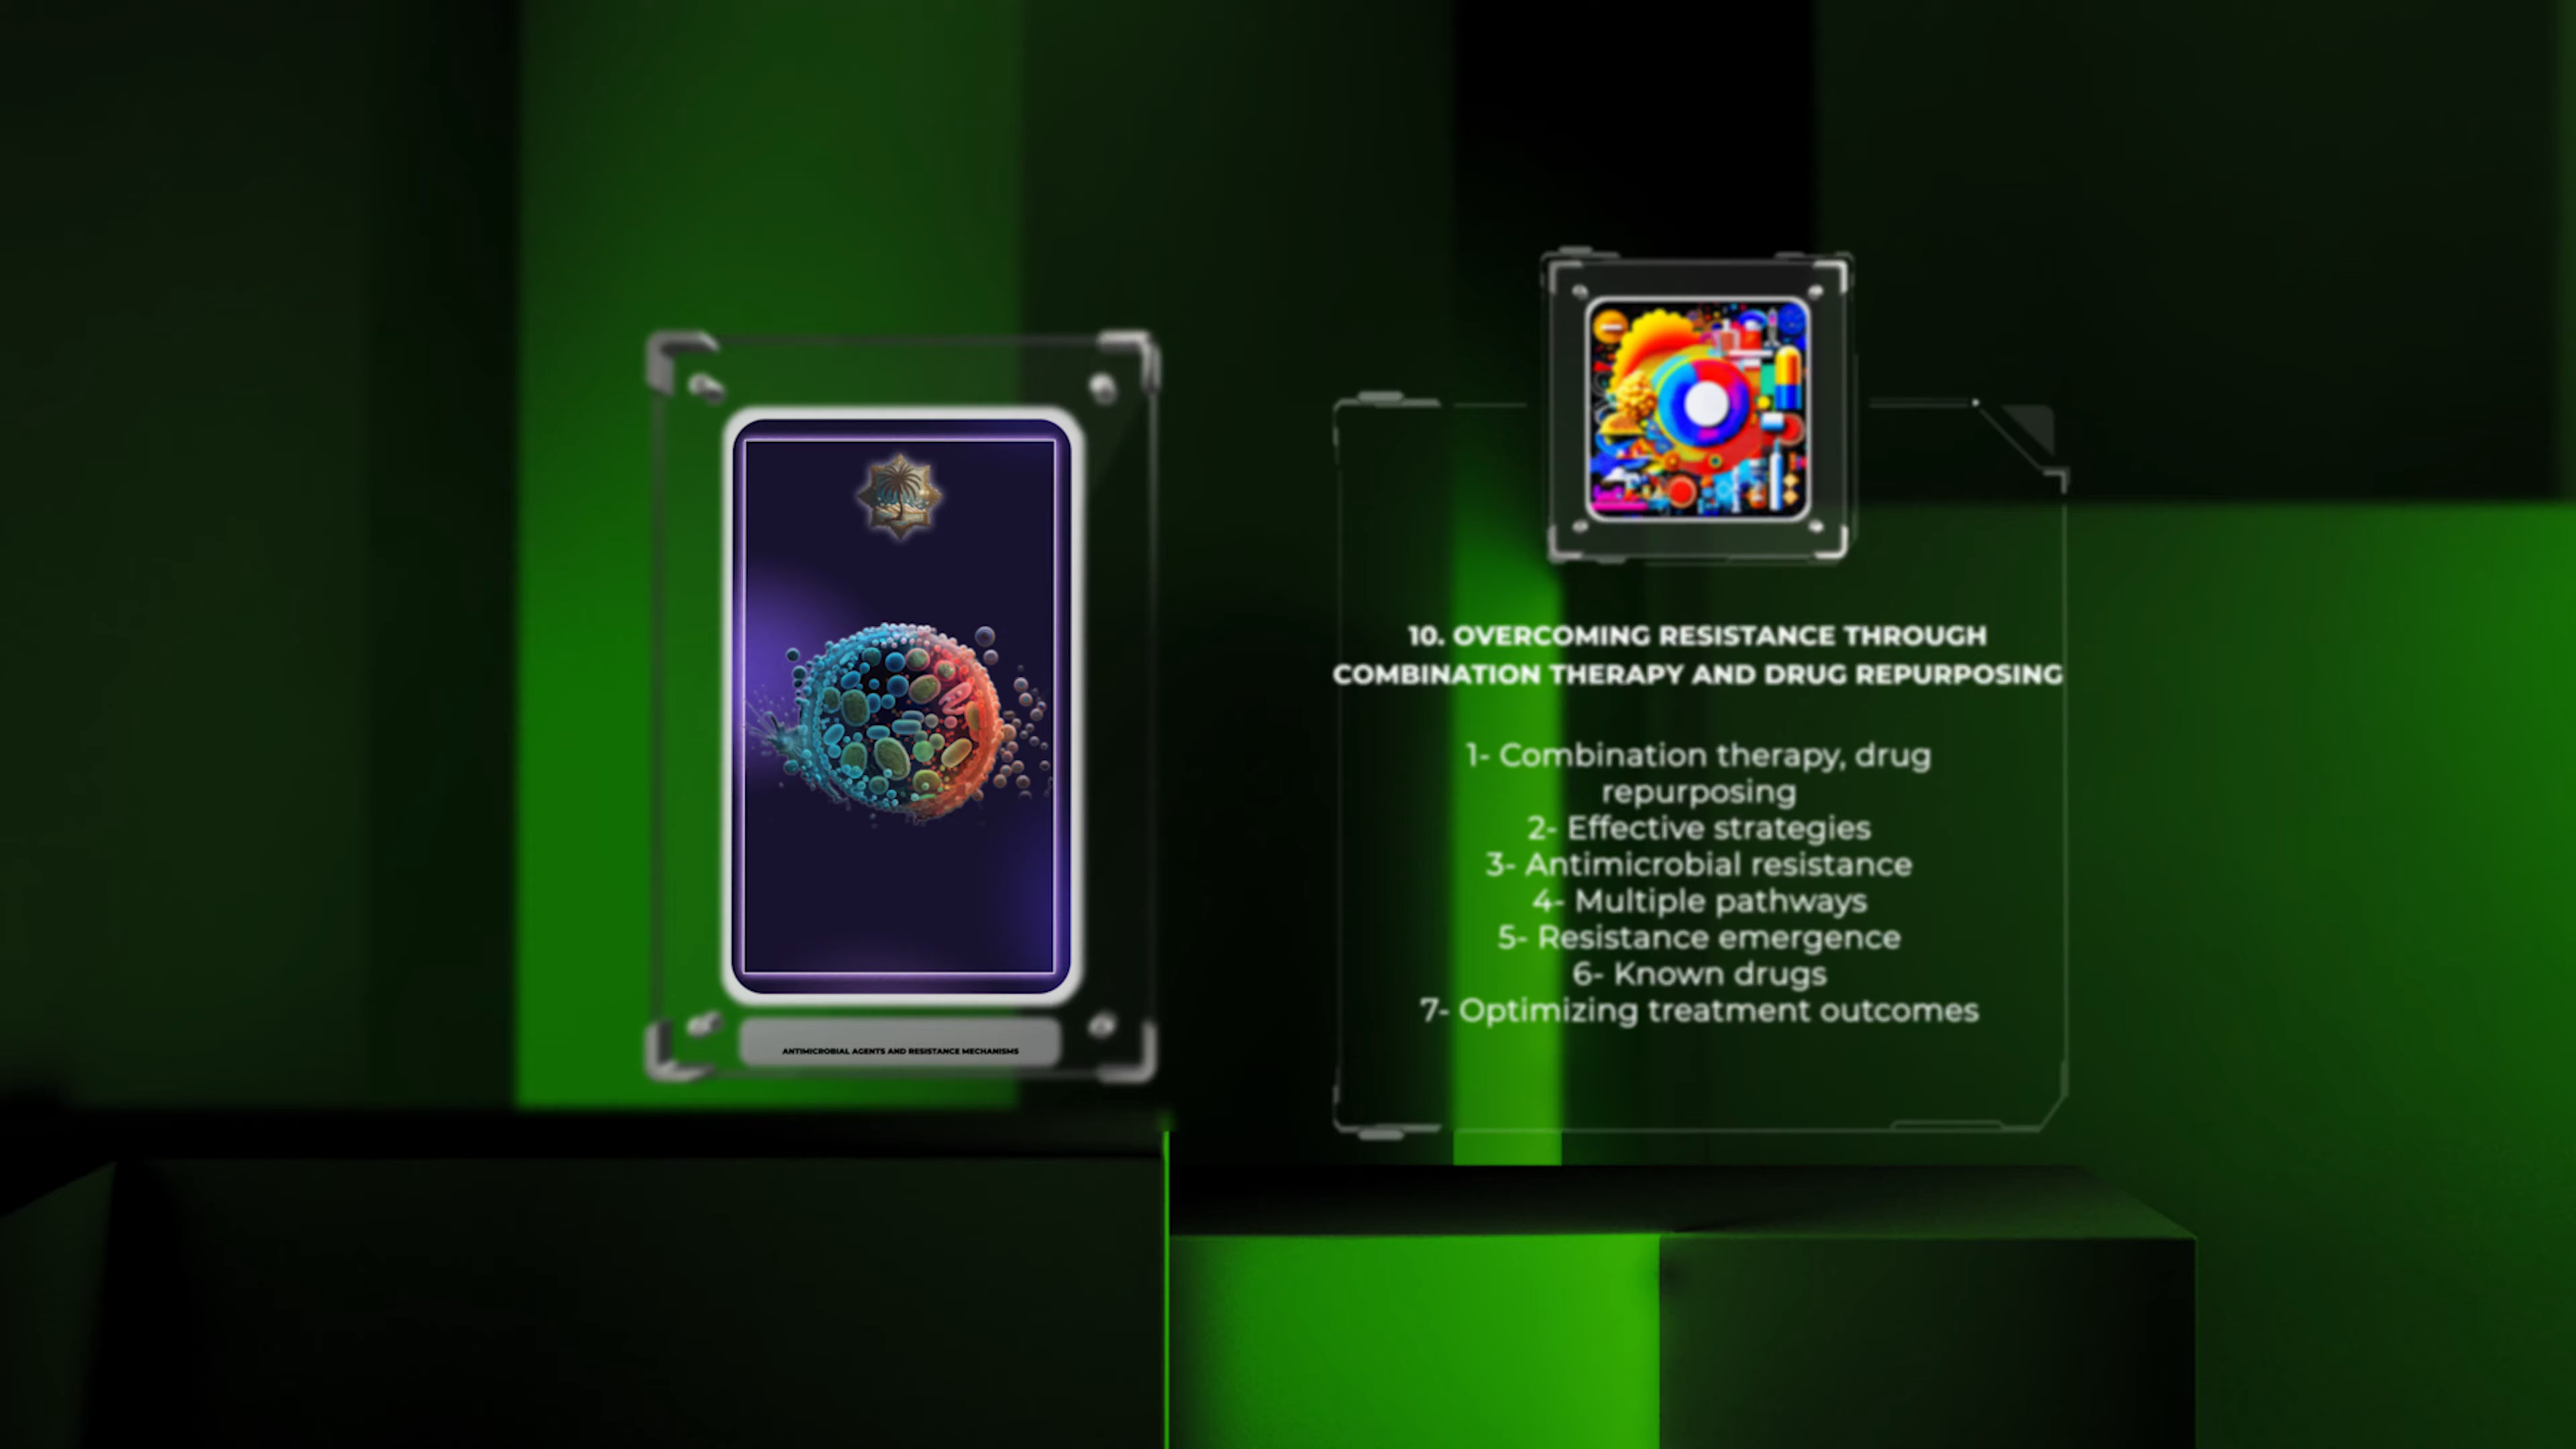 10. OVERCOMING RESISTANCE THROUGH
COMBINATION THERAPY AND DRUG REPURPOSING
1- Combination therapy, drug
repurposing
2- Effective strategies
3- Antimicrobial resistance
4- Multiple pathways
5- Resistance emergence
6- Known drugs
7- Optimizing treatment outcomes
ANTIMICROBIAL AGENTS AND RESISTANCE MECHANISMS